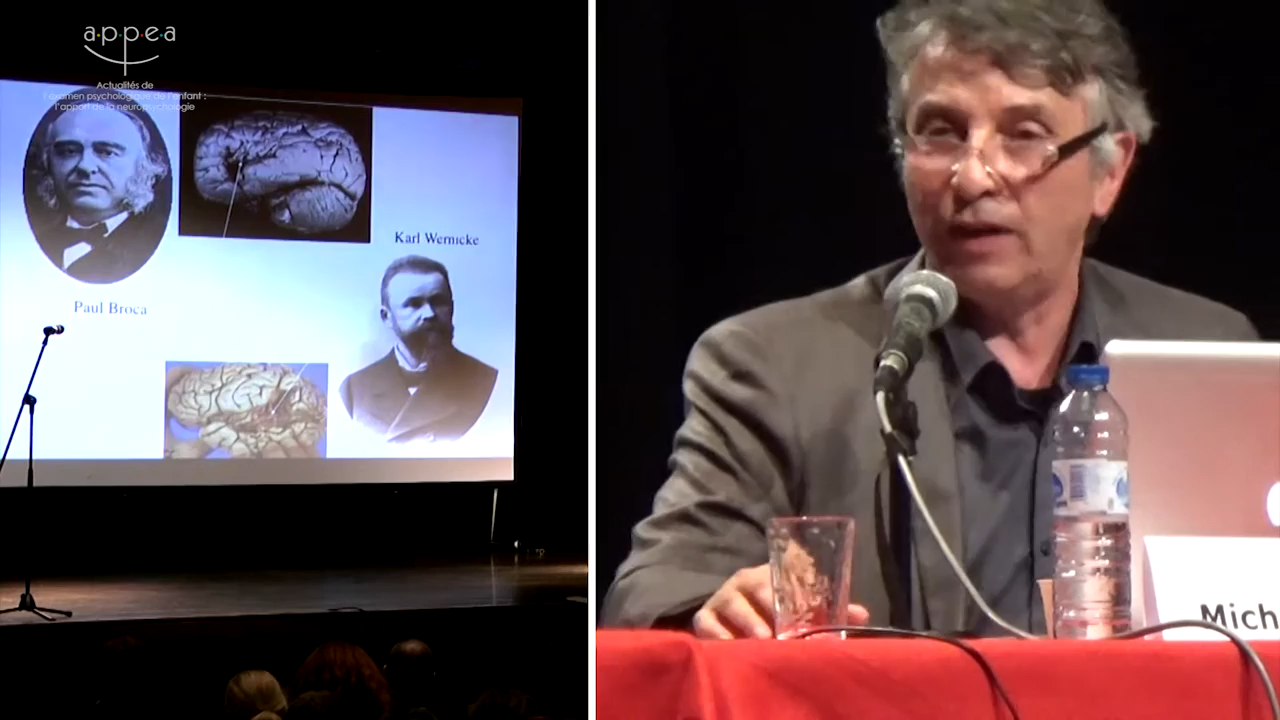 a·p·p·e·a
Actualités de
l'examen psychologique de l'enfant :
l'apport de la neuropsychologie
Karl Wernicke
Paul Broca
Mich